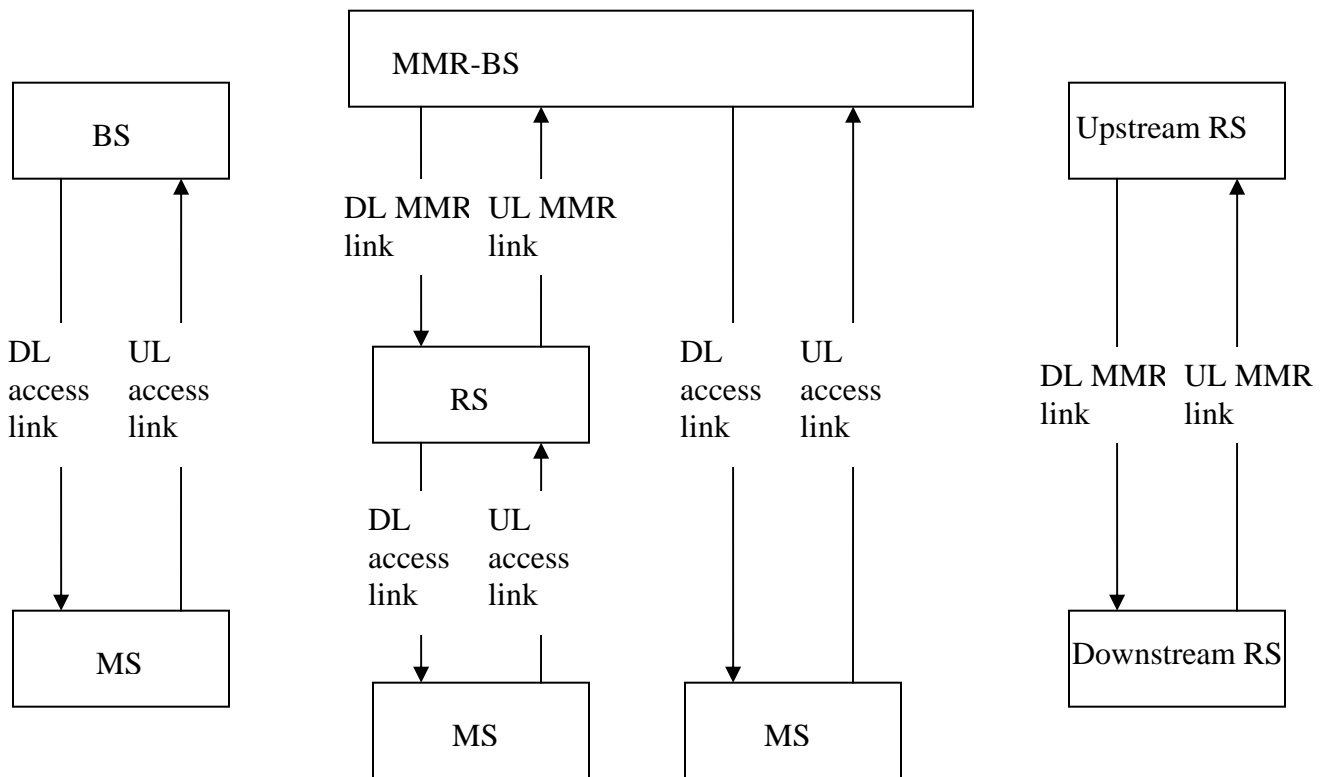 MMR-BS
BS
Upstream RS
DL MMR
link
UL MMR
link
DL
access
link
UL
access
link
RS
DL
access
link
UL
access
link
DL MMR
link
UL MMR
link
DL
access
link
UL
access
link
MS
Downstream RS
MS
MS